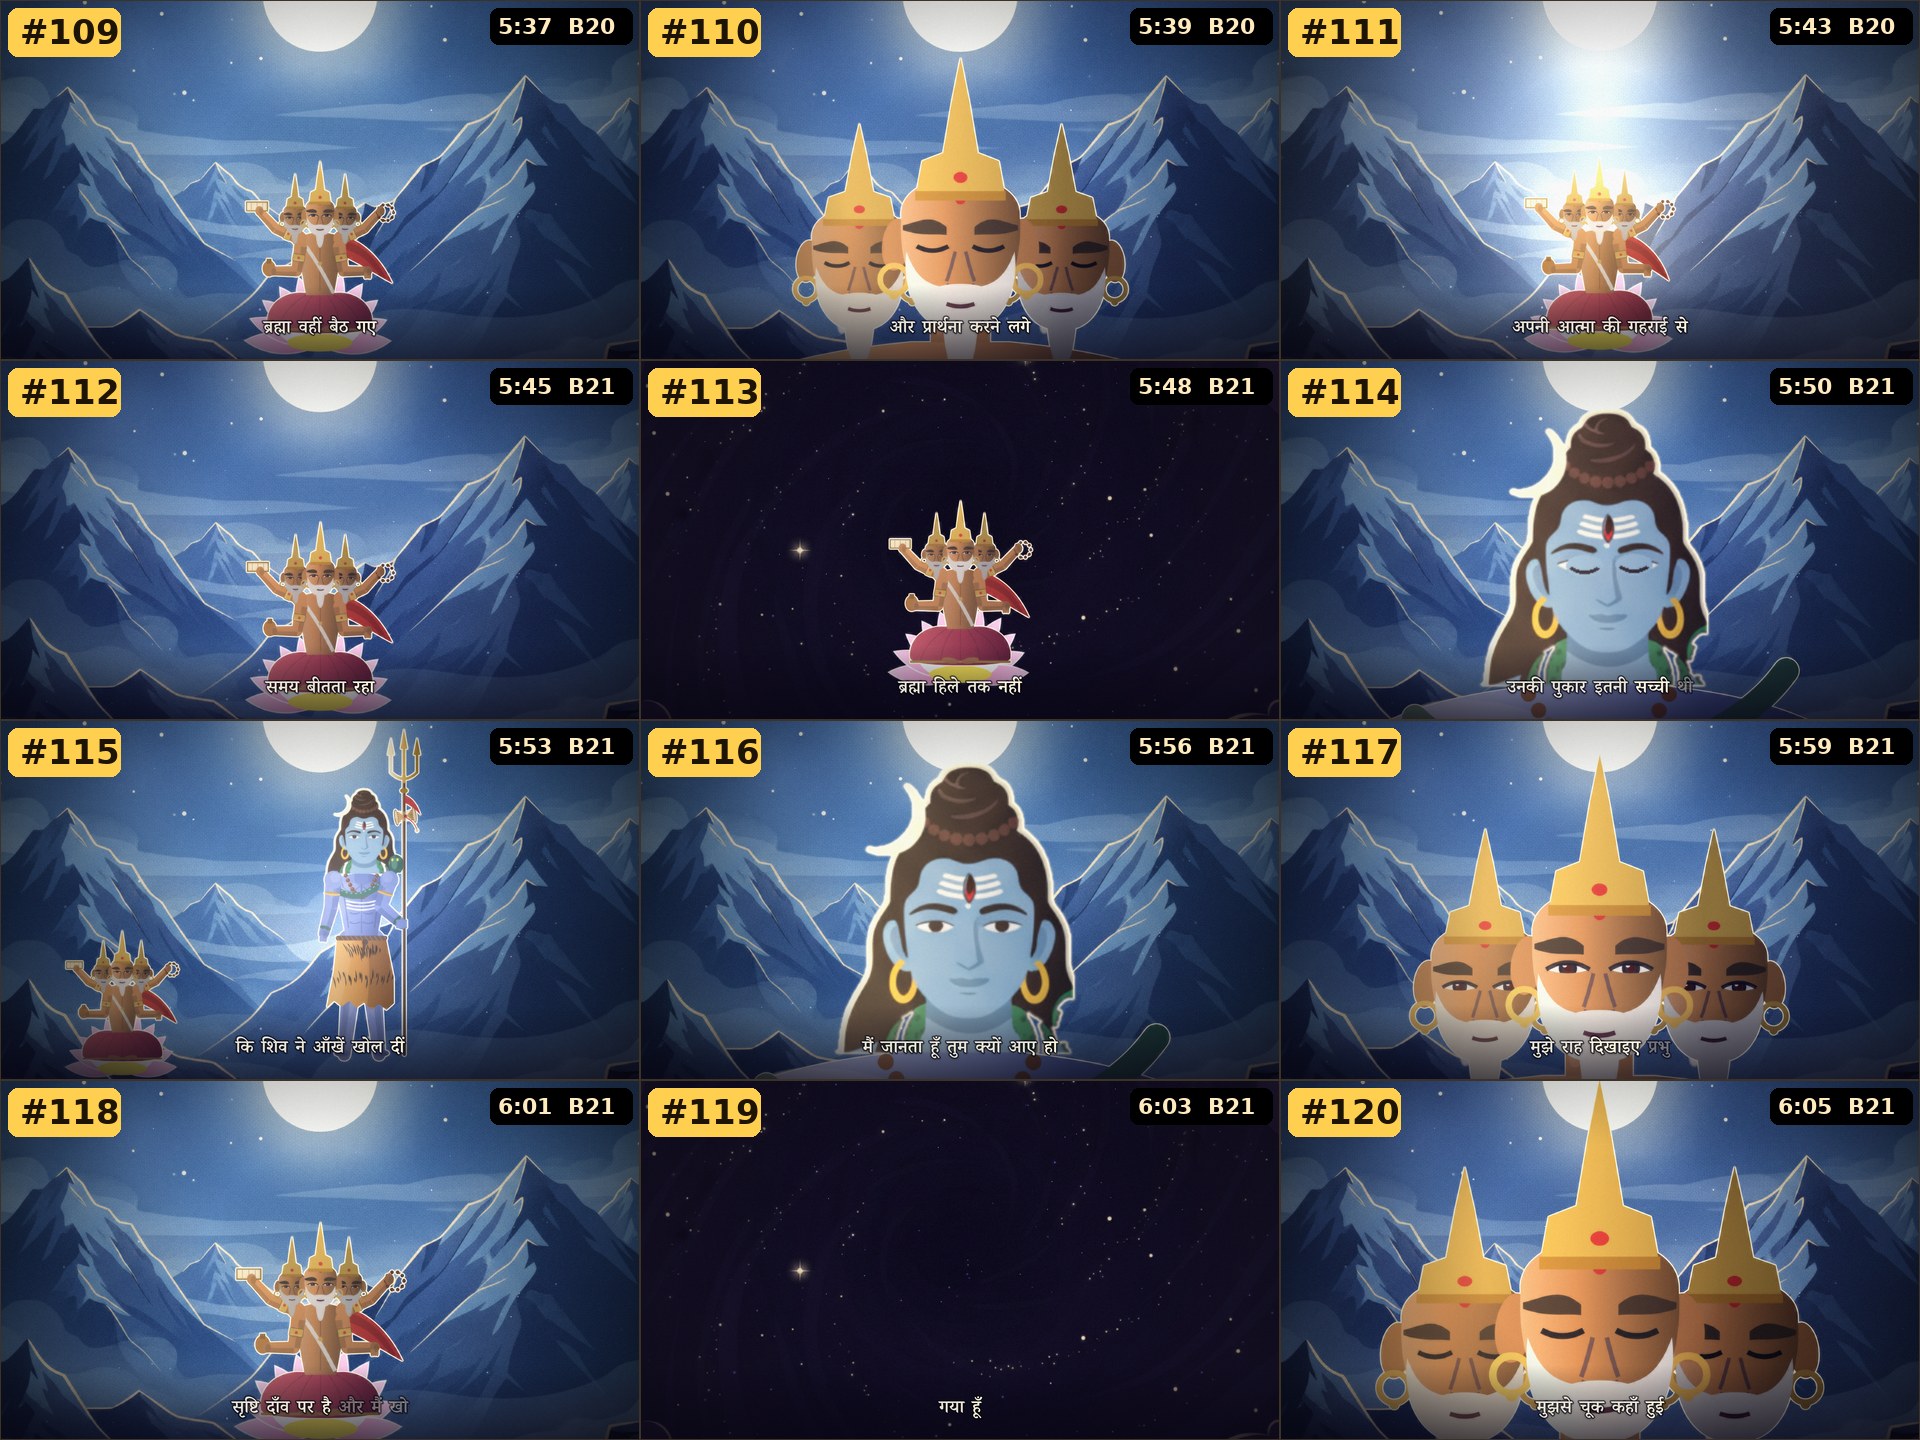 #109
5:37 B20
ब्रह्मा वहीं बैठ गए
#110
5:39 B20
और प्रार्थना करने लगे
#111
5:43 B20
अपनी आत्मा की गहराई से
#112
5:45 B21
समय बीतता रहा
#113
5:48 B21
ब्रह्मा हिले तक नहीं
#114
5:50 B21
उनकी पुकार इतनी सच्ची थी
#115
5:53 B21
कि शिव ने आँखें खोल दीं
#116
5:56 B21
मैं जानता हूँ तुम क्यों आए हो
#117
5:59 B21
मुझे राह दिखाइए प्रभु
#118
6:01 B21
सृष्टि दाँव पर है और मैं खो
#119
6:03 B21
गया हूँ
#120
6:05 B21
मुझसे चूक कहाँ हुई